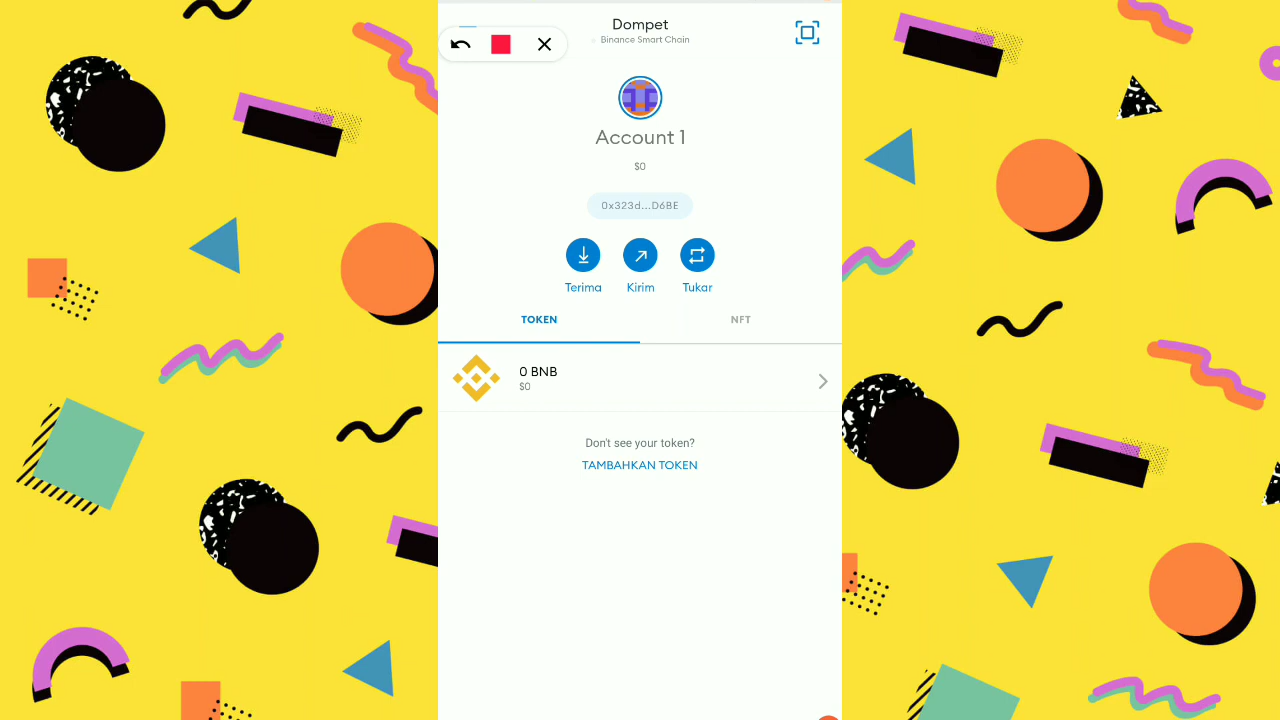 Dompet
Binance Smart Chain
Account 1
$0
0x323d...D6BE
Terima
Kirim
Tukar
TOKEN
NFT
0 BNB
$0
Don't see your token?
TAMBAHKAN TOKEN